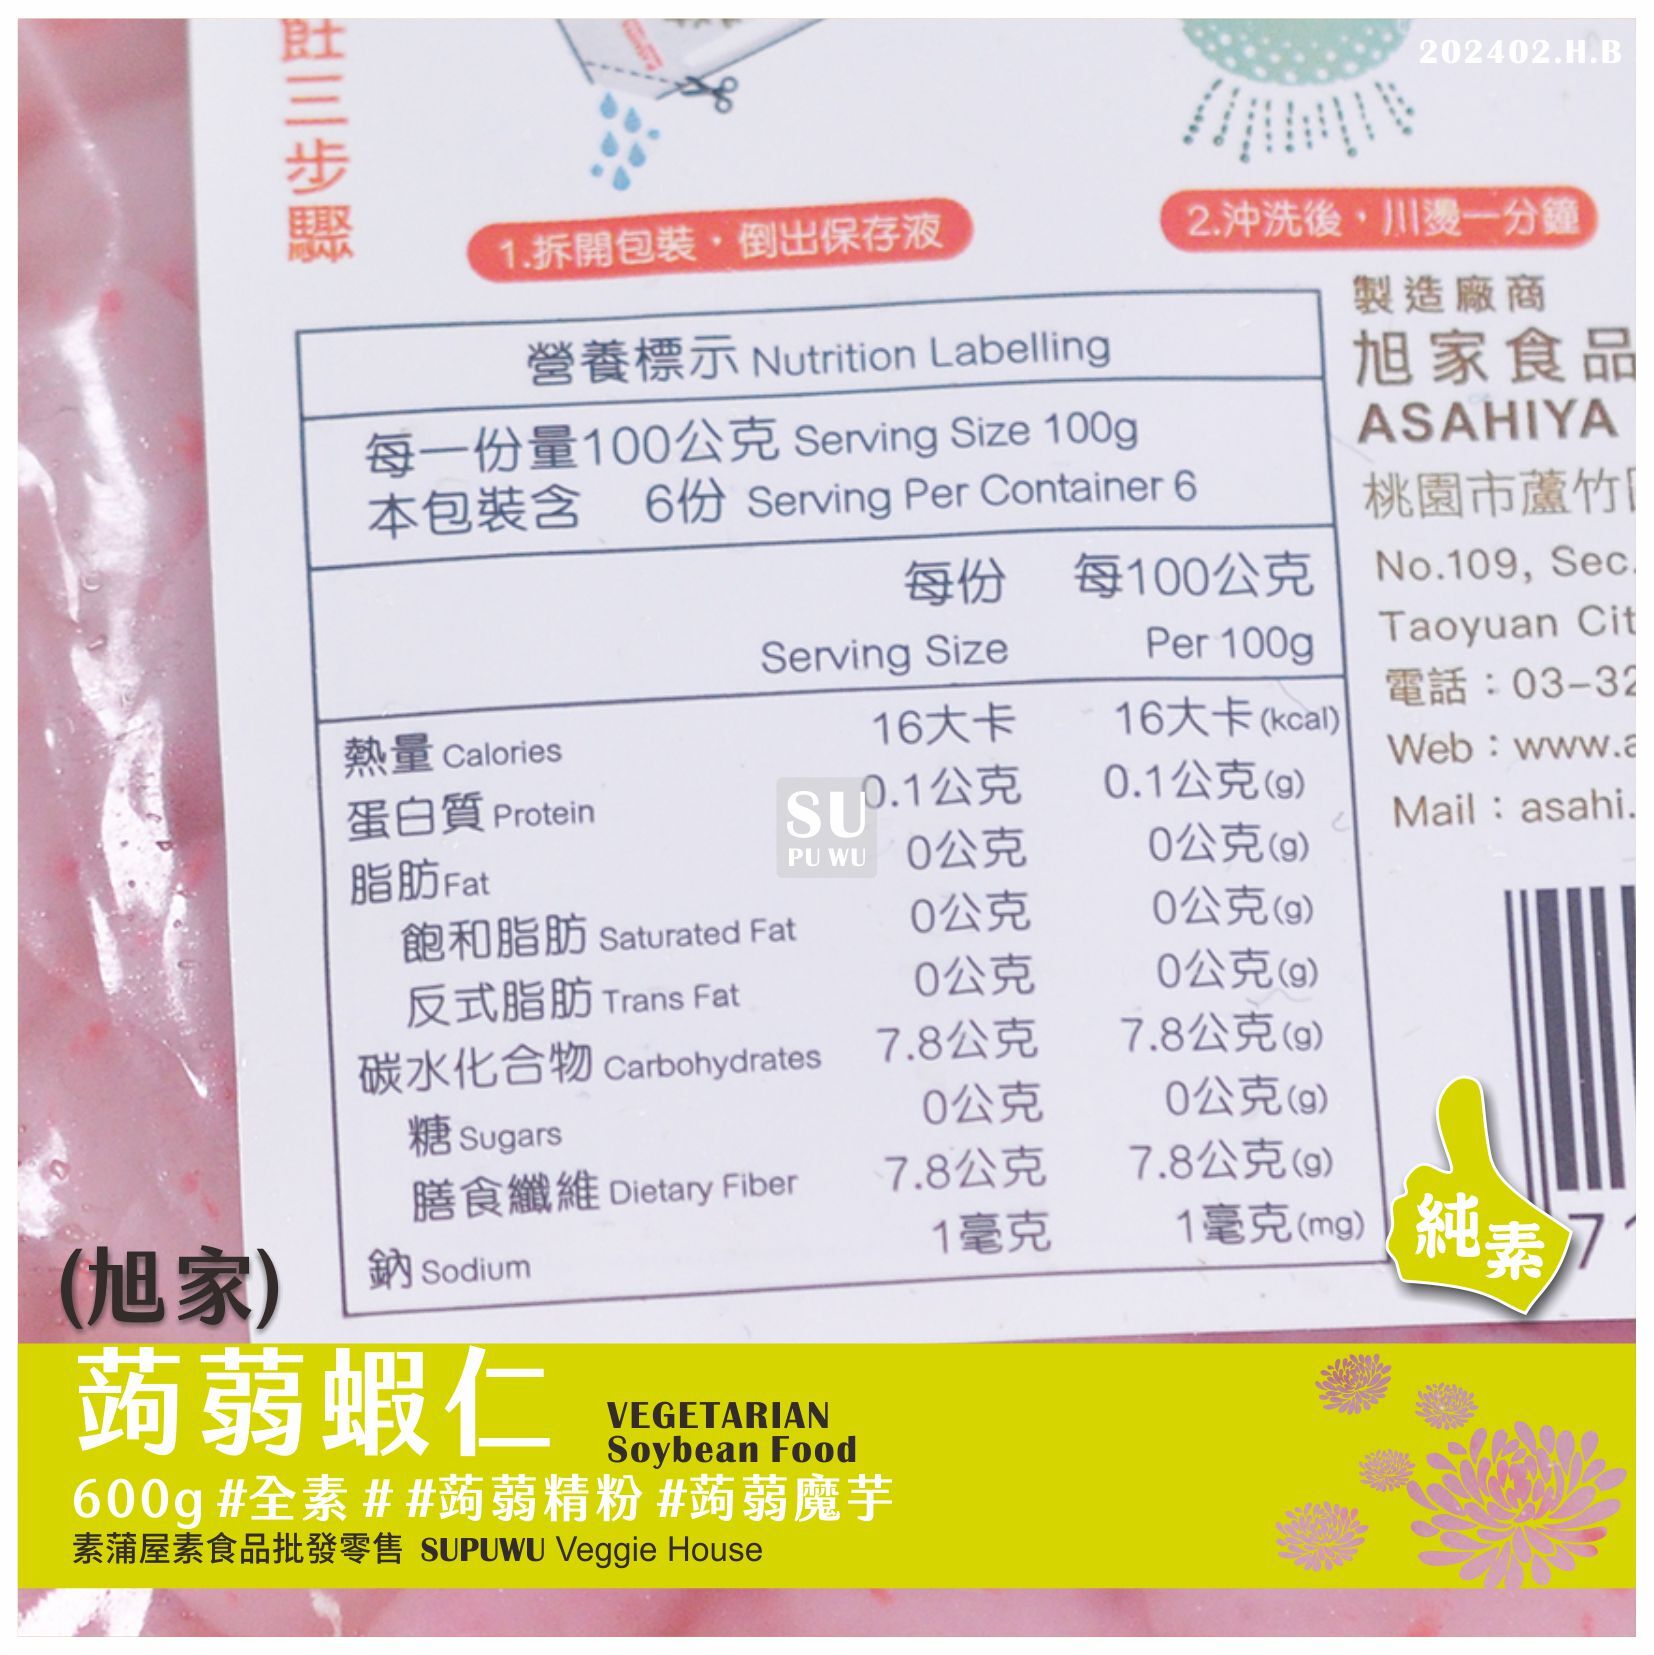 202402.H.B
三步驟
1.拆開包裝，倒出保存液
2.沖洗後，川燙一分鐘
營養標示 Nutrition Labelling
每一份量100公克 Serving Size 100g
本包裝含 6份 Serving Per Container 6
每份 每100公克
Serving Size Per 100g
熱量 Calories 16大卡 16大卡(kcal)
蛋白質 Protein 0.1公克 0.1公克(g)
脂肪 Fat 0公克 0公克(g)
飽和脂肪 Saturated Fat 0公克 0公克(g)
反式脂肪 Trans Fat 0公克 0公克(g)
碳水化合物 Carbohydrates 7.8公克 7.8公克(g)
糖 Sugars 0公克 0公克(g)
膳食纖維 Dietary Fiber 7.8公克 7.8公克(g)
鈉 Sodium 1毫克 1毫克(mg)
製造廠商
旭家食品
ASAHIYA
桃園市蘆竹
No.109, Sec.
Taoyuan Cit
電話：03-32
Web：www.a
Mail：asahi.
71
SU
PU WU
純素
(旭家)
蒟蒻蝦仁
VEGETARIAN
Soybean Food
600g #全素 # #蒟蒻精粉 #蒟蒻魔芋
素蒲屋素食品批發零售 SUPUWU Veggie House